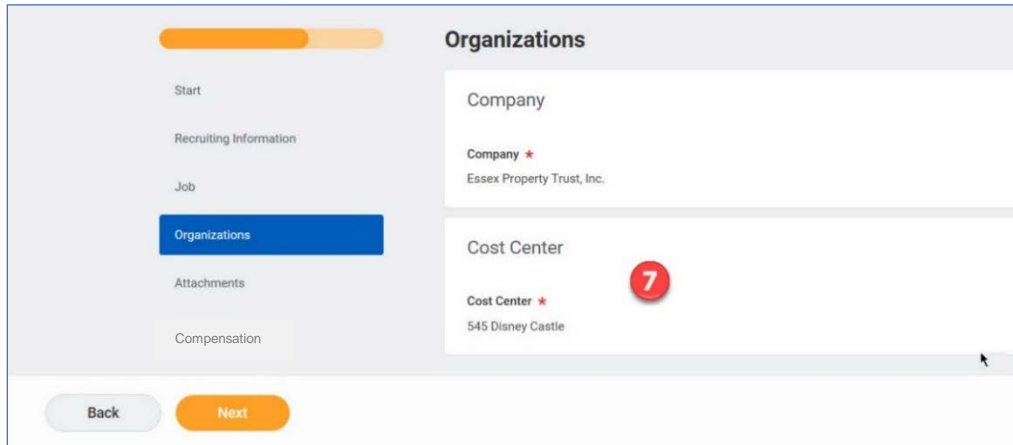 Organizations
Start
Recruiting Information
Job
Organizations
Attachments
Compensation
Company
Company *
Essex Property Trust, Inc.
Cost Center
7
Cost Center *
545 Disney Castle
Back
Next